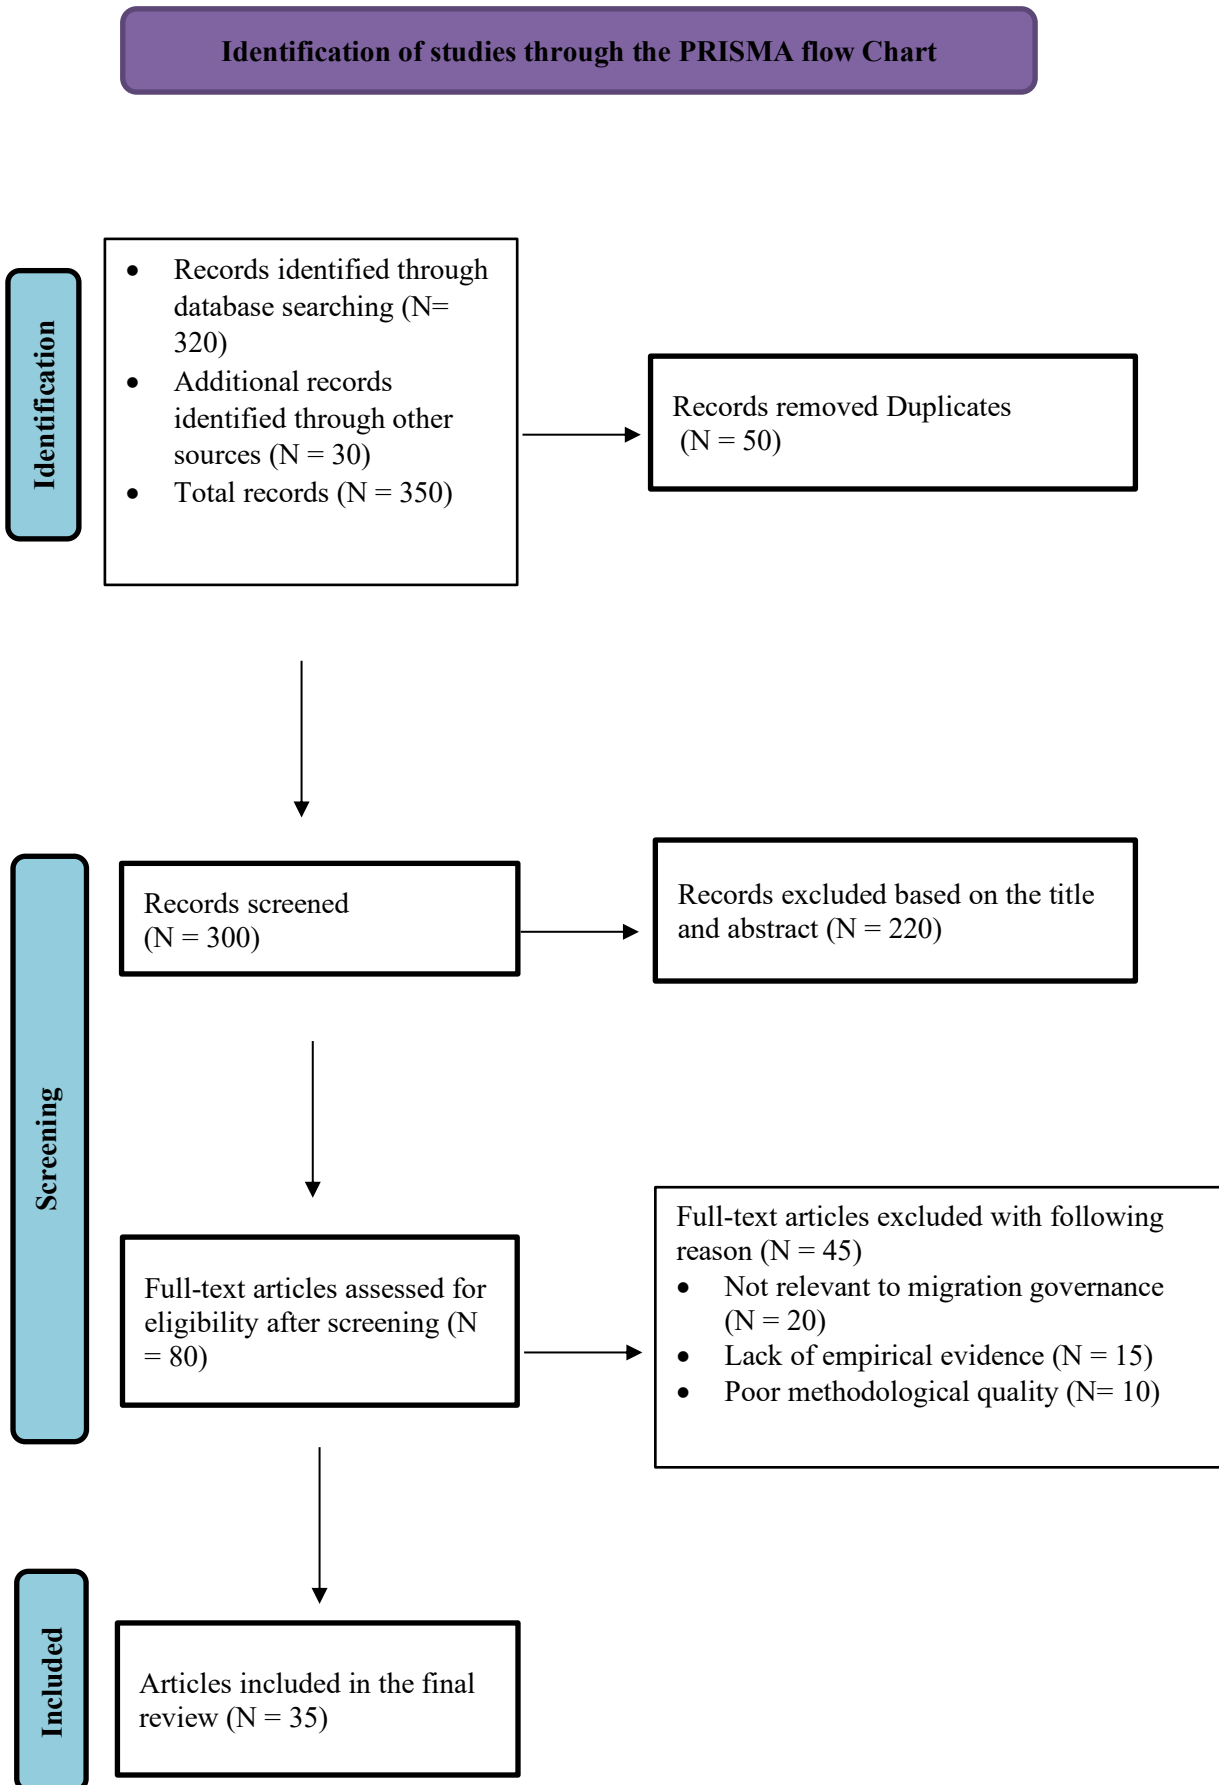 Identification of studies through the PRISMA flow Chart
Identification
• Records identified through
database searching (N=
320)
• Additional records
identified through other
sources (N = 30)
• Total records (N = 350)
Records removed Duplicates
(N = 50)
Screening
Records screened
(N = 300)
Records excluded based on the title
and abstract (N = 220)
Full-text articles assessed for
eligibility after screening (N
= 80)
Full-text articles excluded with following
reason (N = 45)
• Not relevant to migration governance
(N = 20)
• Lack of empirical evidence (N = 15)
• Poor methodological quality (N= 10)
Included
Articles included in the final
review (N = 35)